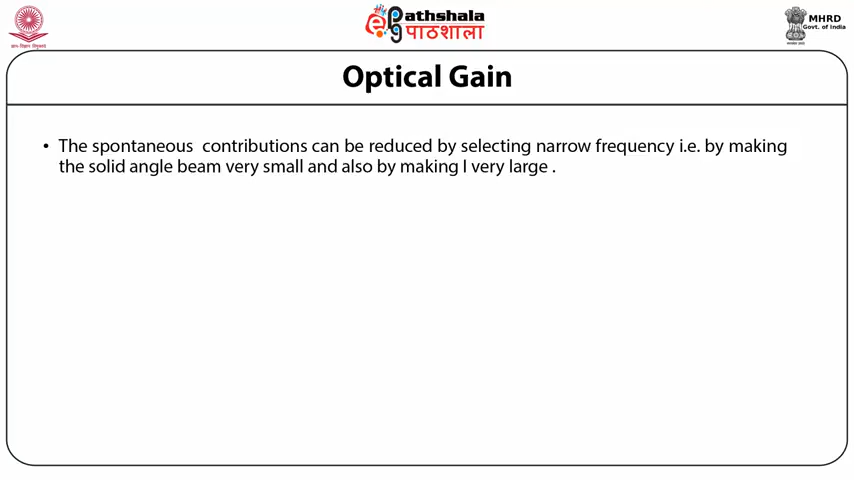 ePathshala
पाठशाला
MHRD
Govt. of India
Optical Gain
• The spontaneous contributions can be reduced by selecting narrow frequency i.e. by making
the solid angle beam very small and also by making I very large .